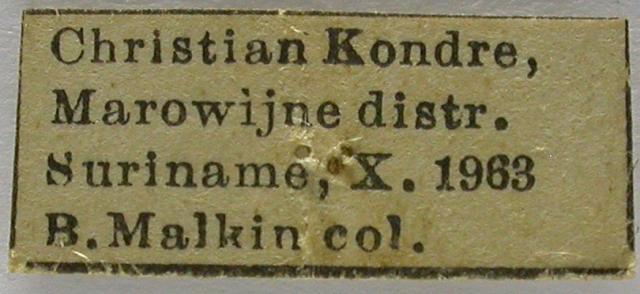 Christian Kondre,
Marowijne distr.
Suriname, X. 1963
B. Malkin col.